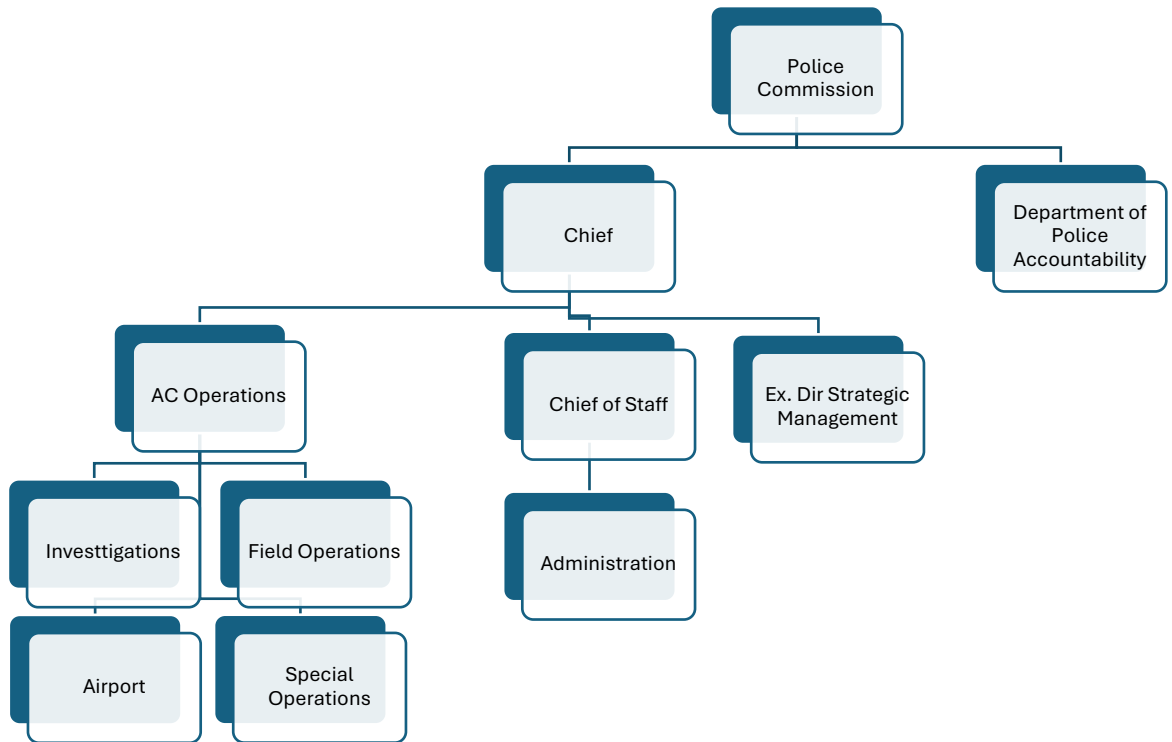 Police
Commission
Chief
Department of
Police
Accountability
AC Operations
Chief of Staff
Ex. Dir Strategic
Management
Investtigations
Field Operations
Administration
Airport
Special
Operations